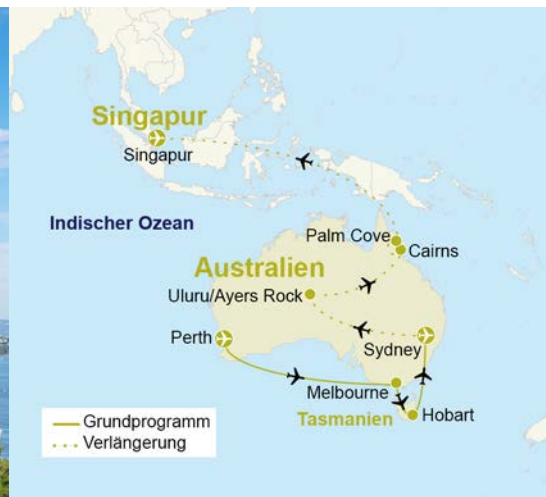 Singapur
Singapur
Indischer Ozean
Palm Cove
Cairns
Australien
Uluru/Ayers Rock
Perth
Sydney
Melbourne
Tasmanien
Hobart
Grundprogramm
Verlängerung